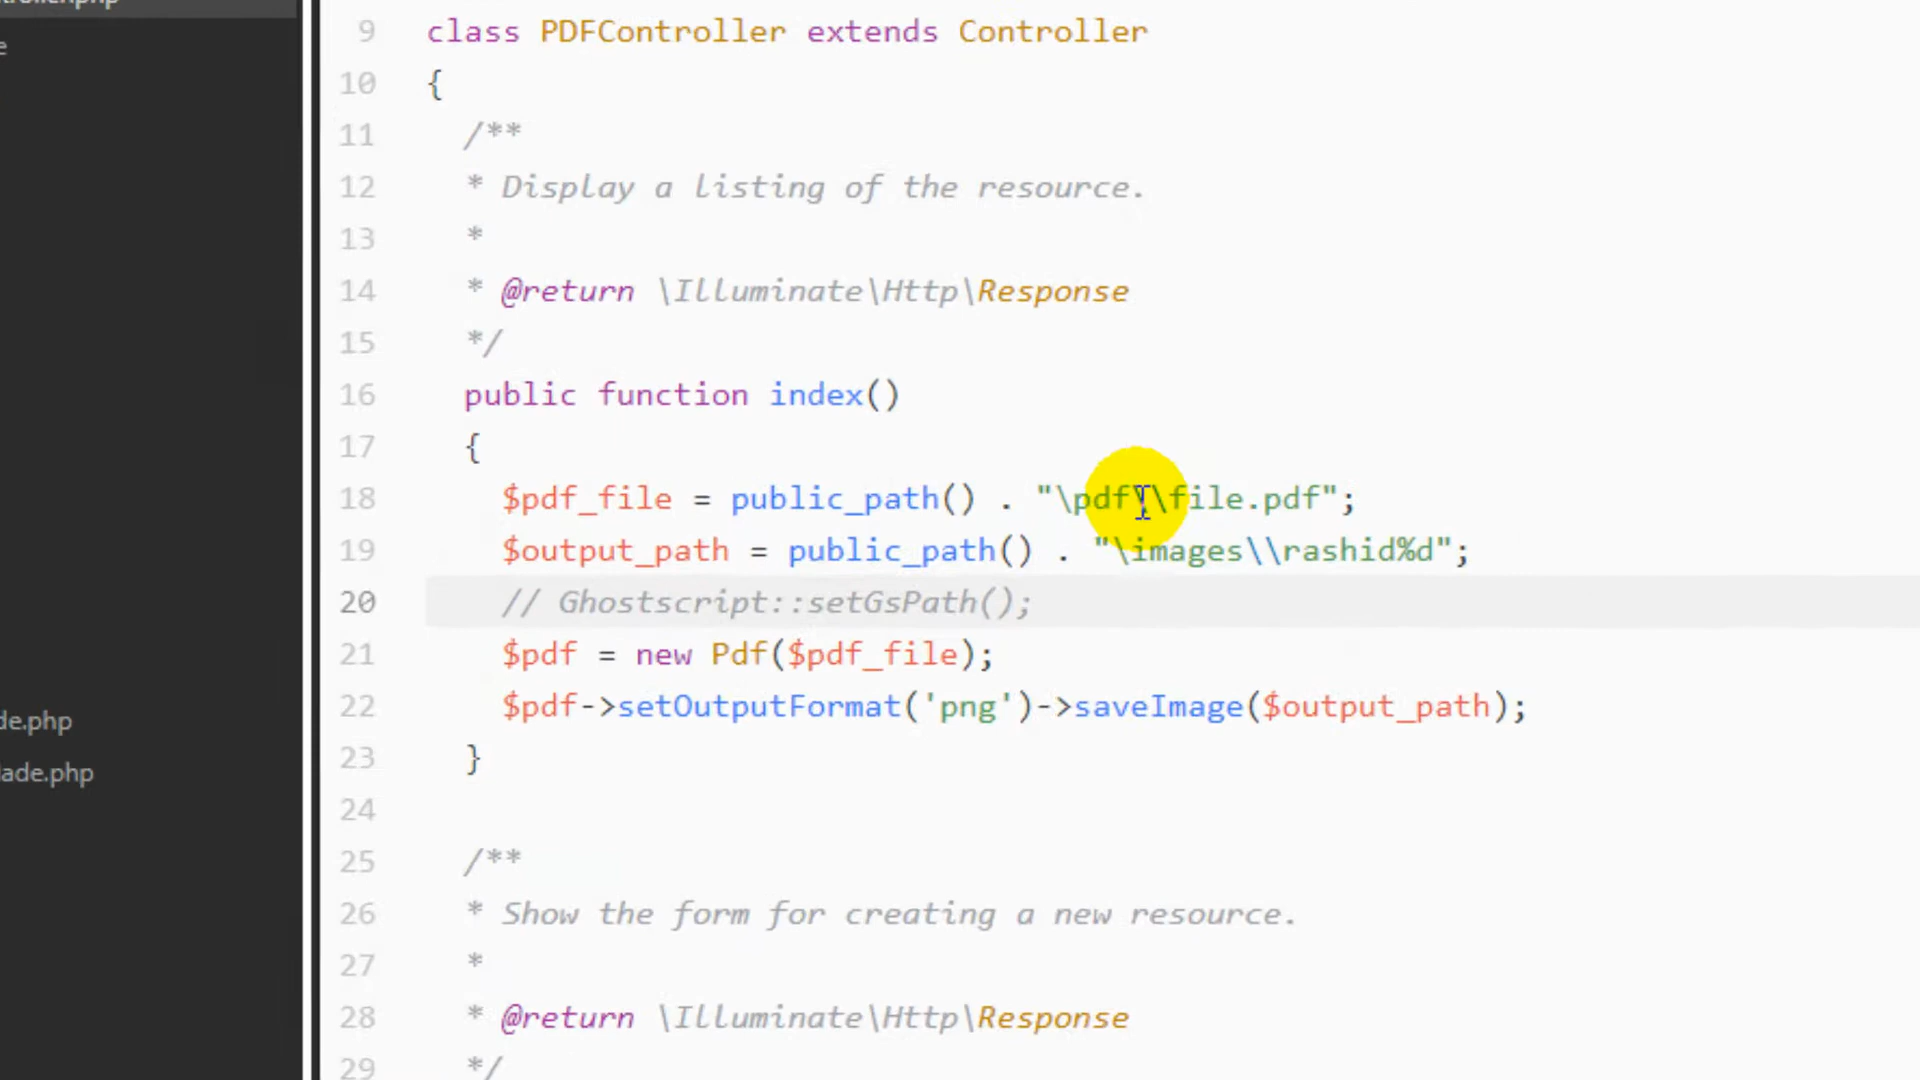 9 class PDFController extends Controller
10 {
11 /**
12 * Display a listing of the resource.
13 *
14 * @return \Illuminate\Http\Response
15 */
16 public function index()
17 {
18 $pdf_file = public_path() . "\pdf\\file.pdf";
19 $output_path = public_path() . "\images\\rashid%d";
20 // Ghostscript::setGsPath();
21 $pdf = new Pdf($pdf_file);
22 $pdf->setOutputFormat('png')->saveImage($output_path);
de.php
23 }
ade.php
24
25 /**
26 * Show the form for creating a new resource.
27 *
28 * @return \Illuminate\Http\Response
29 */